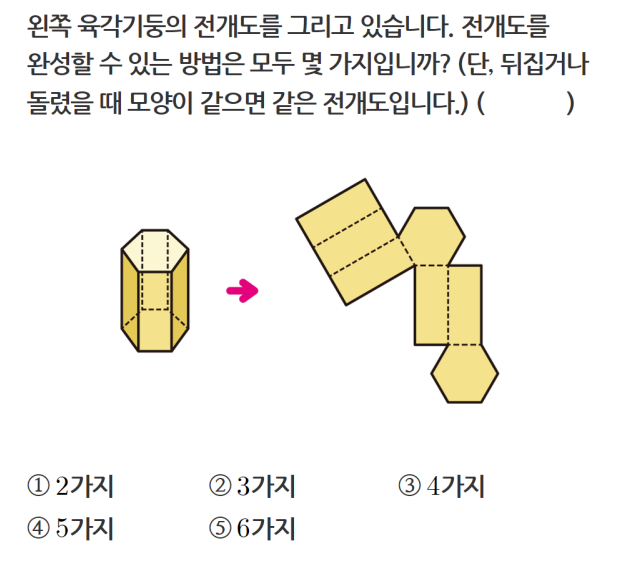 왼쪽 육각기둥의 전개도를 그리고 있습니다. 전개도를
완성할 수 있는 방법은 모두 몇 가지입니까? (단, 뒤집거나
돌렸을 때 모양이 같으면 같은 전개도입니다.) (          )
① 2가지 ② 3가지 ③ 4가지
④ 5가지 ⑤ 6가지